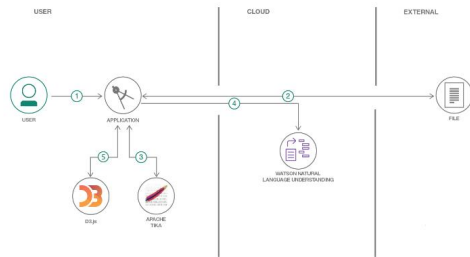 USER
CLOUD
EXTERNAL
1
2
4
USER
APPLICATION
FILE
5
3
WATSON NATURAL
LANGUAGE UNDERSTANDING
D3
D3.js
APACHE
TIKA